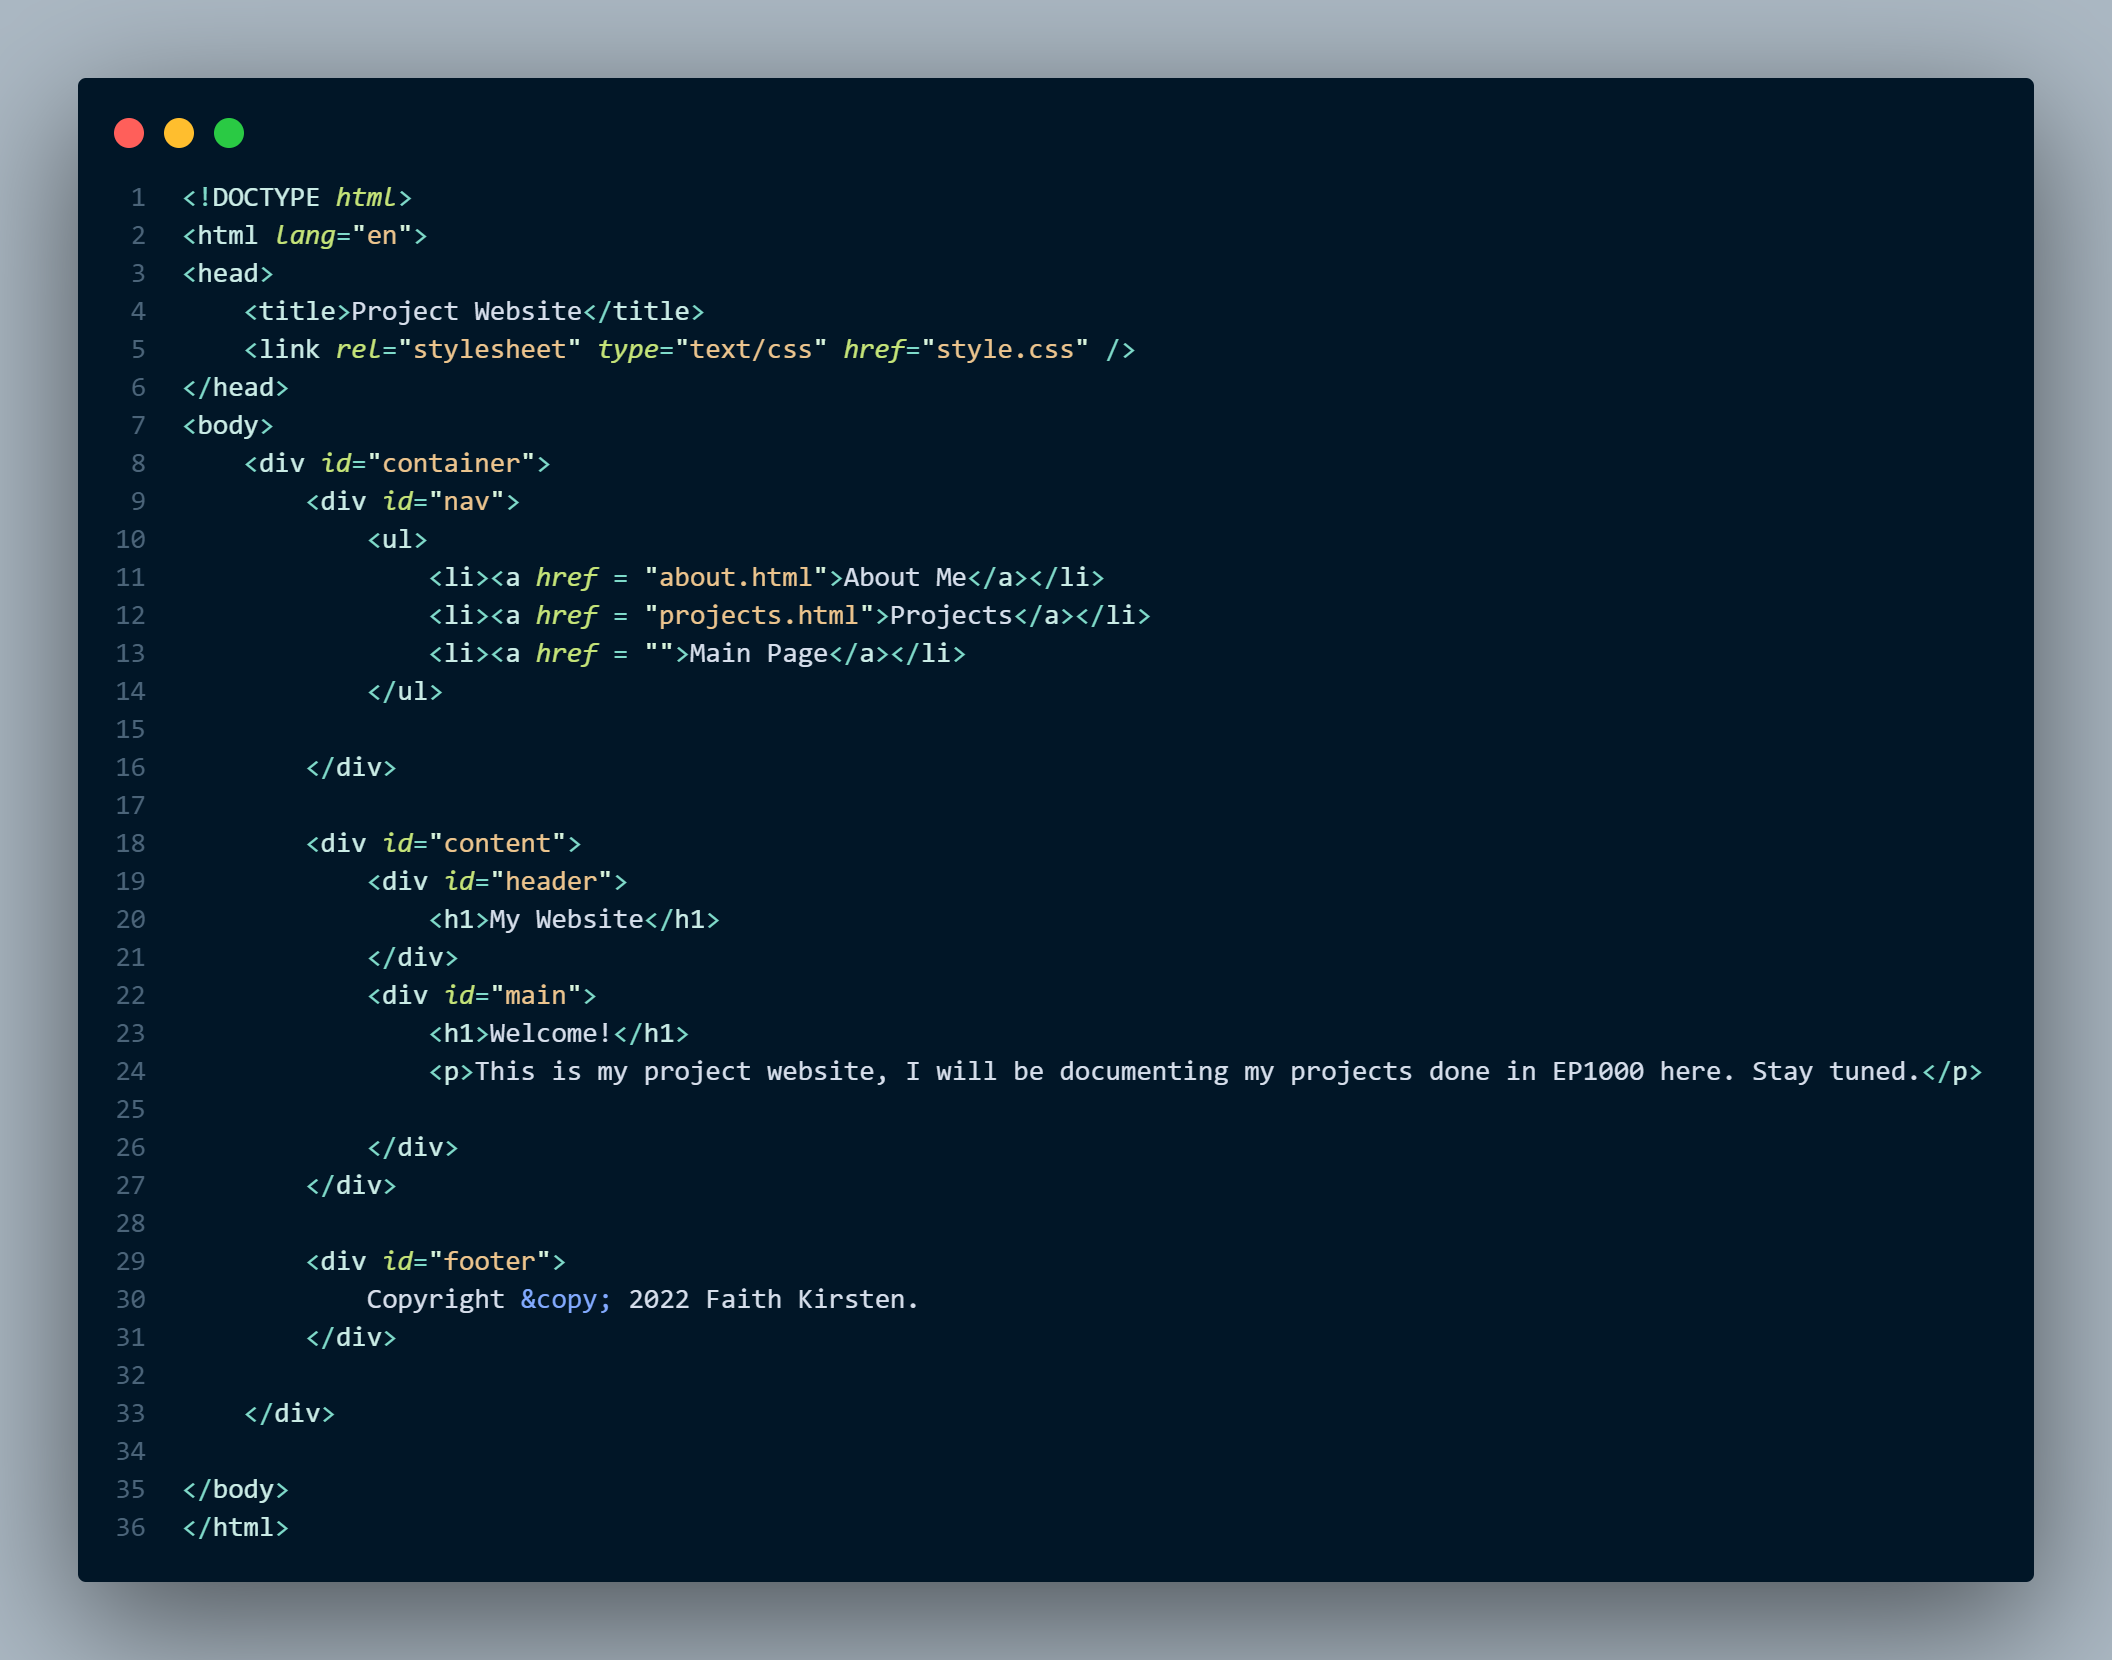 1 <!DOCTYPE html>
2 <html lang="en">
3 <head>
4     <title>Project Website</title>
5     <link rel="stylesheet" type="text/css" href="style.css" />
6 </head>
7 <body>
8     <div id="container">
9         <div id="nav">
10             <ul>
11                 <li><a href = "about.html">About Me</a></li>
12                 <li><a href = "projects.html">Projects</a></li>
13                 <li><a href = "">Main Page</a></li>
14             </ul>
15
16         </div>
17
18         <div id="content">
19             <div id="header">
20                 <h1>My Website</h1>
21             </div>
22             <div id="main">
23                 <h1>Welcome!</h1>
24                 <p>This is my project website, I will be documenting my projects done in EP1000 here. Stay tuned.</p>
25
26             </div>
27         </div>
28
29         <div id="footer">
30             Copyright &copy; 2022 Faith Kirsten.
31         </div>
32
33     </div>
34
35 </body>
36 </html>